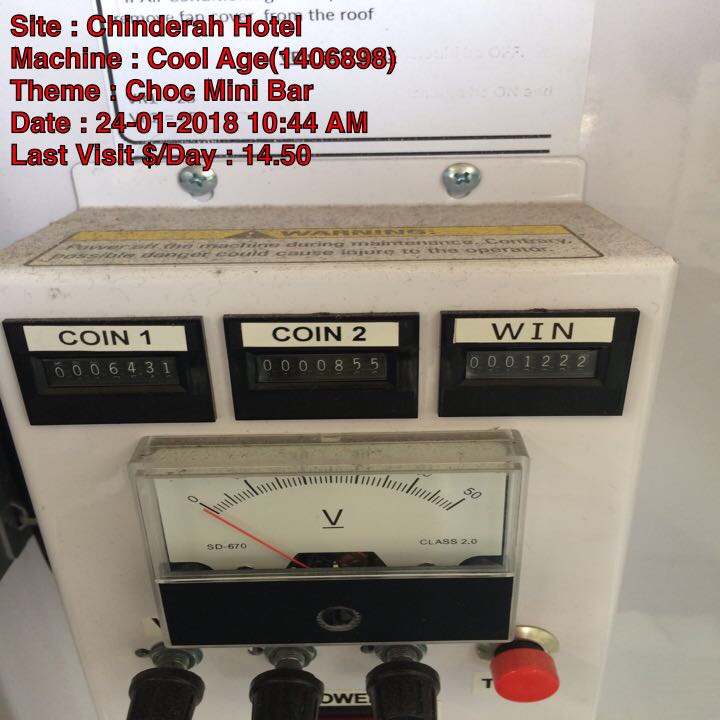 remove fan cover from the roof
Site : Chinderah Hotel
Machine : Cool Age(1406898)
Theme : Choc Mini Bar
Date : 24-01-2018 10:44 AM
Last Visit $/Day : 14.50
WARNING:
Power off the machine during maintenance. Contrary,
possible danger could cause injure to the operator.
COIN 1
COIN 2
WIN
0006431
0000855
0001222
0
50
V
SD-670
CLASS 2.0